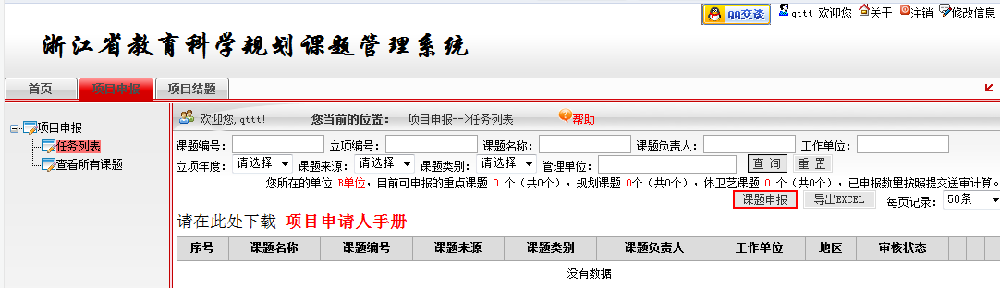 QQ交谈 qttt 欢迎您 关于 注销 修改信息
浙江省教育科学规划课题管理系统
首页 项目申报 项目结题
项目申报
任务列表
查看所有课题
欢迎您,qttt! 您当前的位置： 项目申报-->任务列表 帮助
课题编号： 立项编号： 课题名称： 课题负责人： 工作单位：
立项年度： 请选择 课题来源： 请选择 课题类别： 请选择 管理单位： 查 询 重 置
您所在的单位 B单位，目前可申报的重点课题 0 个（共0个），规划课题 0个（共0个），体卫艺课题 0 个（共0个），已申报数量按照提交送审计算。
课题申报 导出EXCEL 每页记录： 50条
请在此处下载 项目申请人手册
序号 课题名称 课题编号 课题来源 课题类别 课题负责人 工作单位 地区 审核状态
没有数据